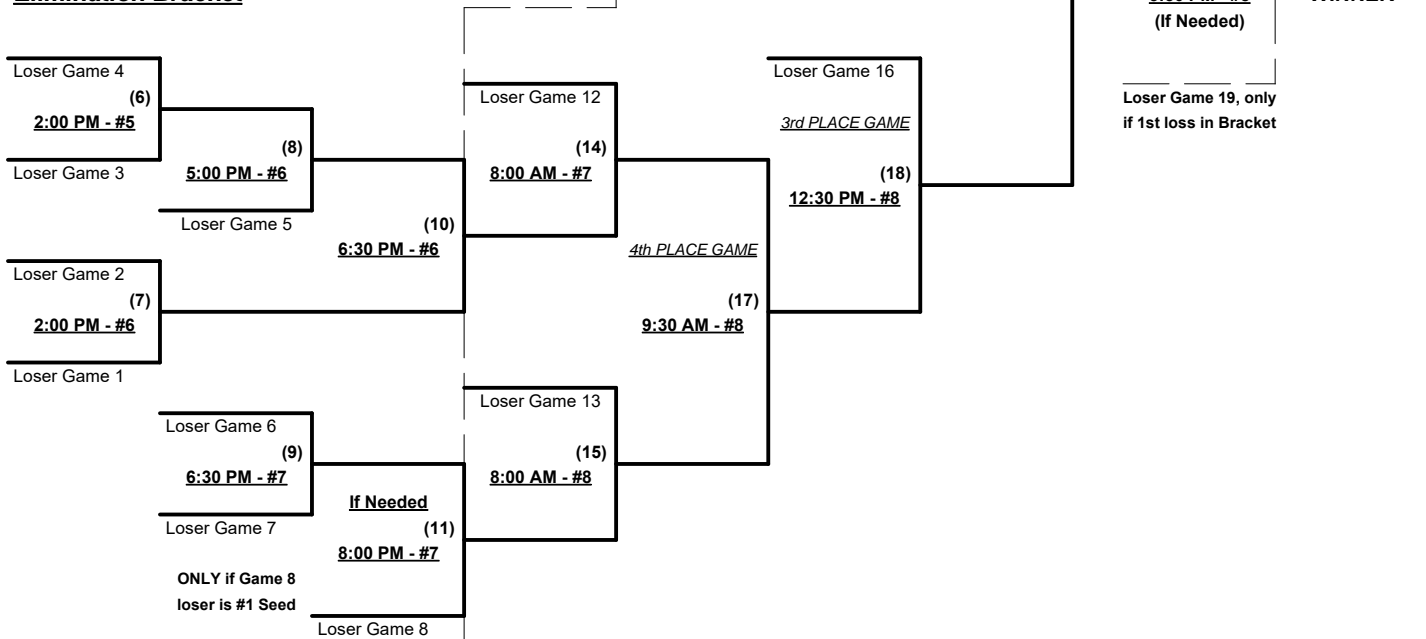 Elimination Bracket
(If Needed)
WINNER
Loser Game 4
(6)
2:00 PM - #5
Loser Game 3
(8)
5:00 PM - #6
Loser Game 5
(10)
6:30 PM - #6
Loser Game 2
(7)
2:00 PM - #6
Loser Game 1
Loser Game 6
(9)
6:30 PM - #7
Loser Game 7
If Needed
(11)
8:00 PM - #7
ONLY if Game 8
loser is #1 Seed
Loser Game 8
Loser Game 12
(14)
8:00 AM - #7
4th PLACE GAME
(17)
9:30 AM - #8
Loser Game 13
(15)
8:00 AM - #8
Loser Game 16
3rd PLACE GAME
(18)
12:30 PM - #8
Loser Game 19, only
if 1st loss in Bracket